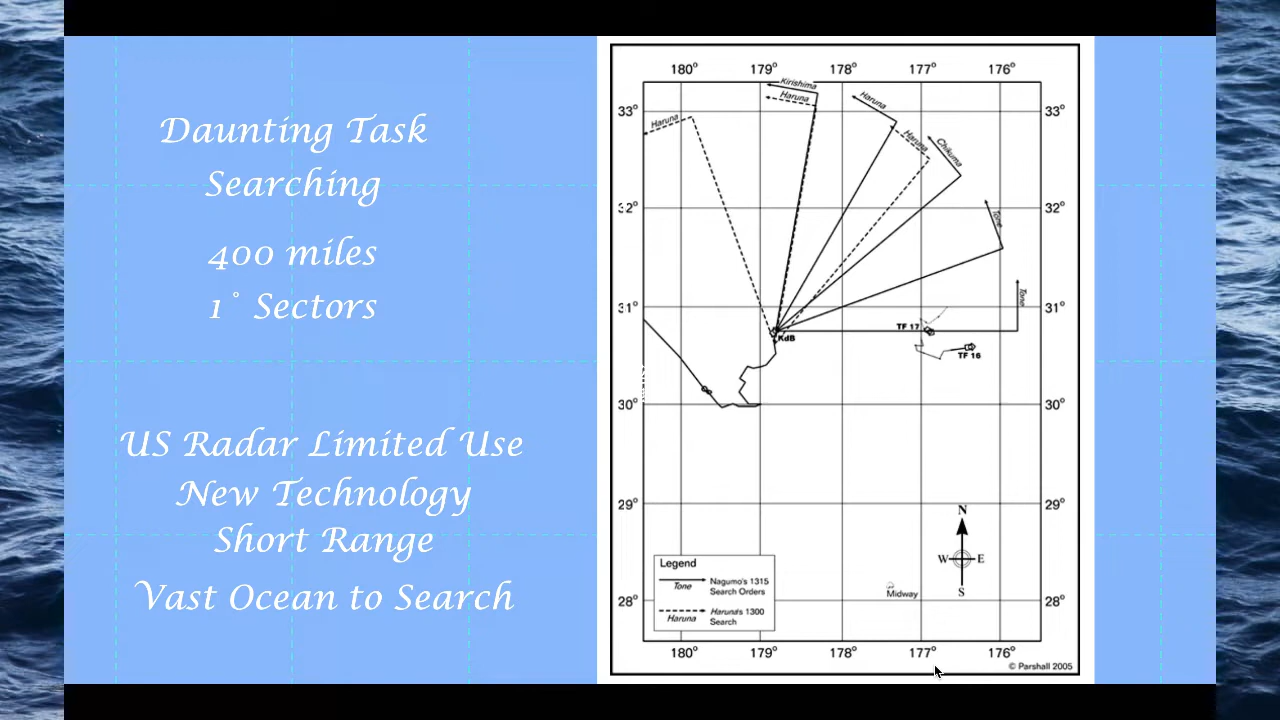 Daunting Task
Searching
400 miles
1° Sectors
US Radar Limited Use
New Technology
Short Range
Vast Ocean to Search
180° 179° 178° 177° 176°
Kirishima
Haruna
Haruna
Haruna
Haruna
Chikuma
33° 33°
32° 32°
Tone
31° 31°
Tone
TF 17
KdB
TF 16
30° 30°
29° 29°
N
W E
S
Legend
Tone
Nagumo's 1315
Search Orders
Haruna
Haruna's 1300
Search
Midway
28° 28°
180° 179° 178° 177° 176°
© Parshall 2005